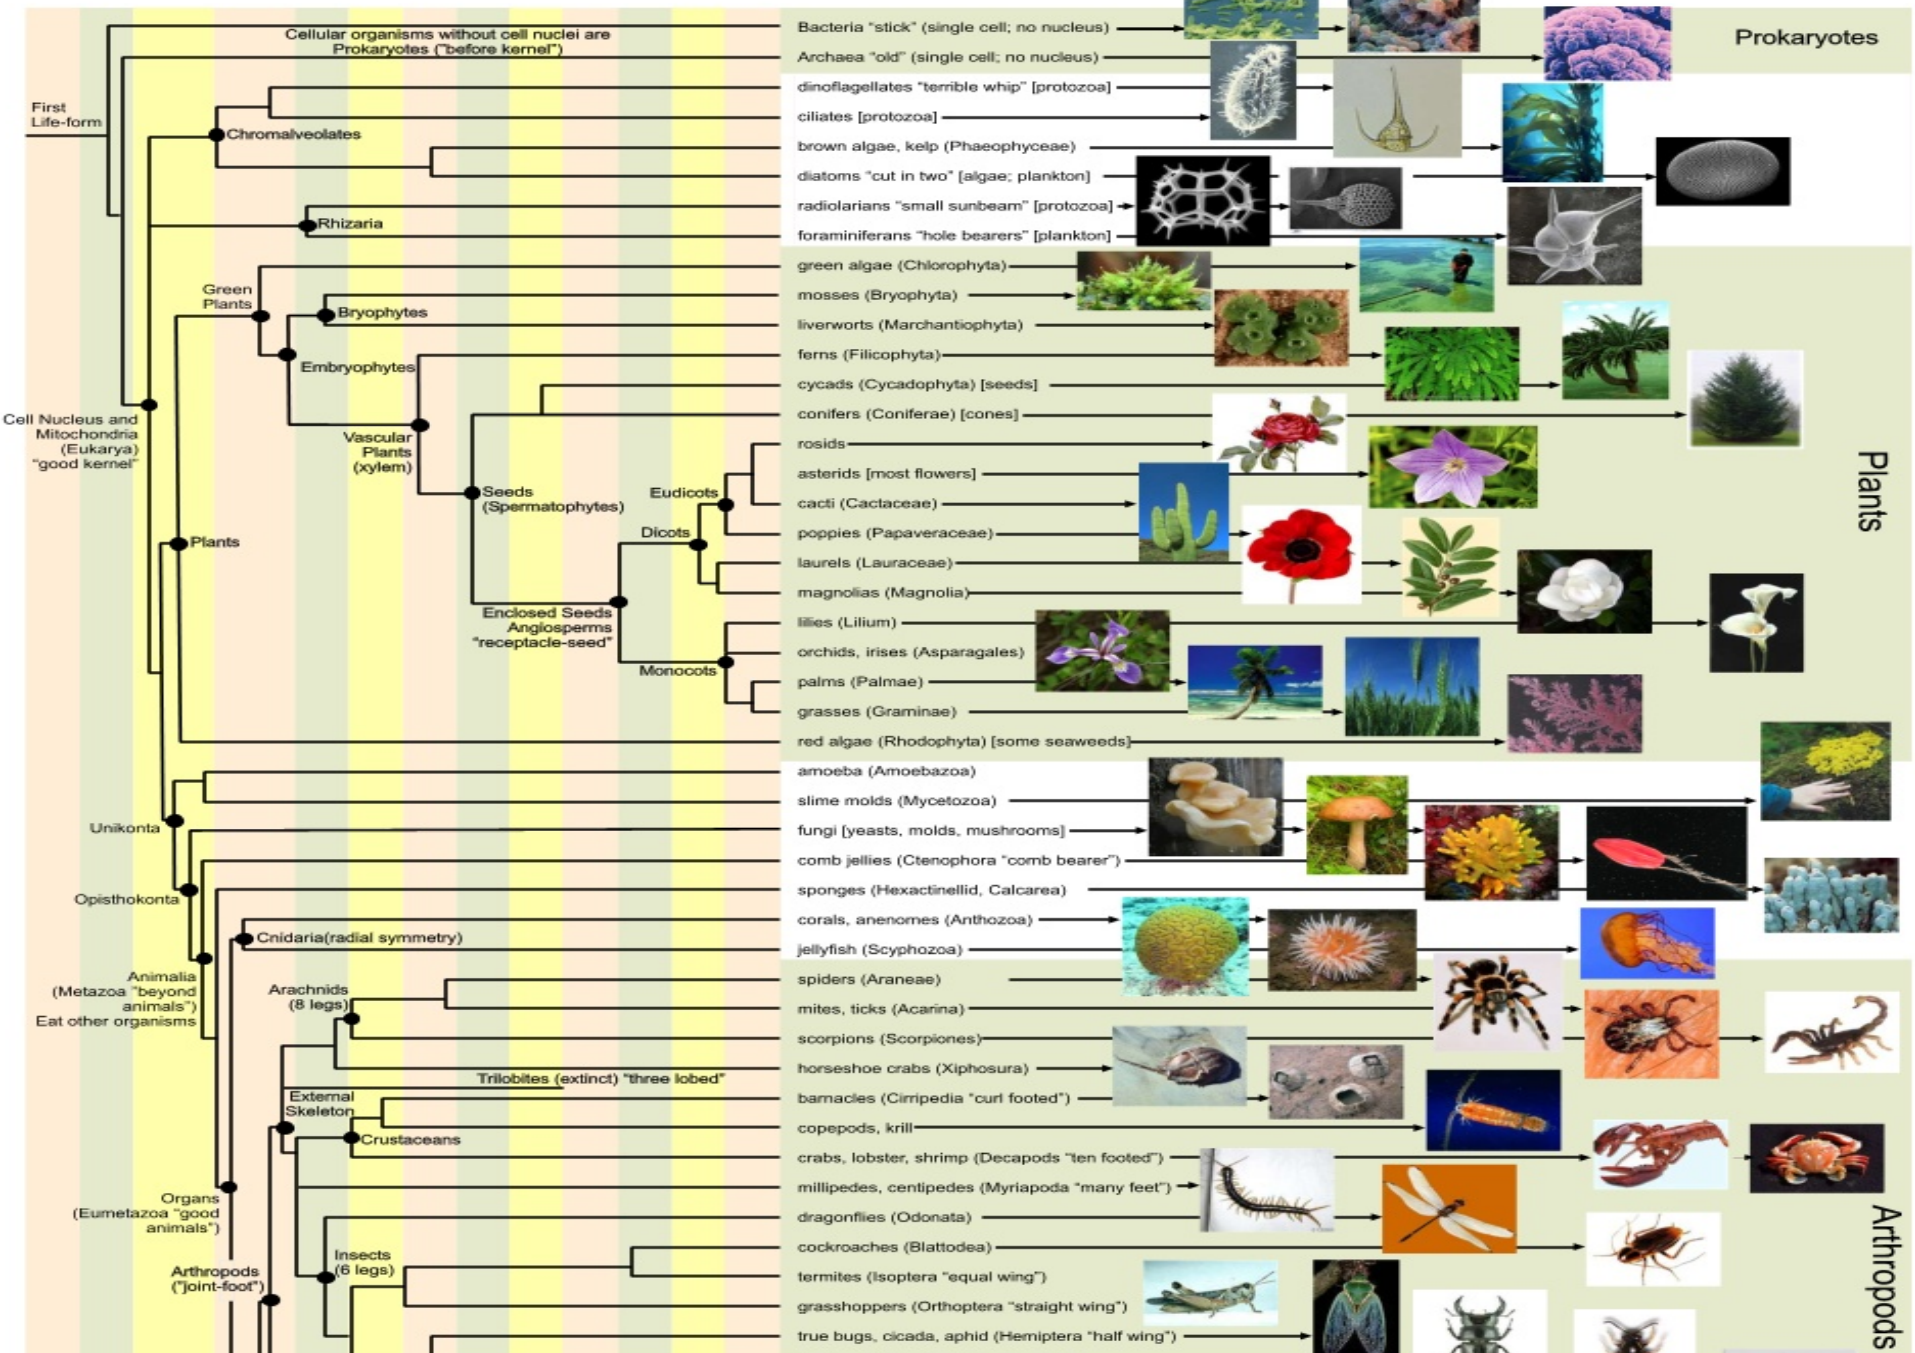 Cellular organisms without cell nuclei are
Prokaryotes ("before kernel")
First
Life-form
Chromalveolates
Rhizaria
Green
Plants
Bryophytes
Embryophytes
Cell Nucleus and
Mitochondria
(Eukarya)
"good kernel"
Vascular
Plants
(xylem)
Seeds
(Spermatophytes)
Eudicots
Dicots
Plants
Enclosed Seeds
Angiosperms
"receptacle-seed"
Monocots
Unikonta
Opisthokonta
Cnidaria(radial symmetry)
Animalia
(Metazoa "beyond
animals")
Eat other organisms
Arachnids
(8 legs)
Trilobites (extinct) "three lobed"
External
Skeleton
Crustaceans
Organs
(Eumetazoa "good
animals")
Insects
(6 legs)
Arthropods
("joint-foot")
Bacteria "stick" (single cell; no nucleus)
Archaea "old" (single cell; no nucleus)
dinoflagellates "terrible whip" [protozoa]
ciliates [protozoa]
brown algae, kelp (Phaeophyceae)
diatoms "cut in two" [algae; plankton]
radiolarians "small sunbeam" [protozoa]
foraminiferans "hole bearers" [plankton]
green algae (Chlorophyta)
mosses (Bryophyta)
liverworts (Marchantiophyta)
ferns (Filicophyta)
cycads (Cycadophyta) [seeds]
conifers (Coniferae) [cones]
rosids
asterids [most flowers]
cacti (Cactaceae)
poppies (Papaveraceae)
laurels (Lauraceae)
magnolias (Magnolia)
lilies (Lilium)
orchids, irises (Asparagales)
palms (Palmae)
grasses (Graminae)
red algae (Rhodophyta) [some seaweeds]
amoeba (Amoebazoa)
slime molds (Mycetozoa)
fungi [yeasts, molds, mushrooms]
comb jellies (Ctenophora "comb bearer")
sponges (Hexactinellid, Calcarea)
corals, anenomes (Anthozoa)
jellyfish (Scyphozoa)
spiders (Araneae)
mites, ticks (Acarina)
scorpions (Scorpiones)
horseshoe crabs (Xiphosura)
barnacles (Cirripedia "curl footed")
copepods, krill
crabs, lobster, shrimp (Decapods "ten footed")
millipedes, centipedes (Myriapoda "many feet")
dragonflies (Odonata)
cockroaches (Blattodea)
termites (Isoptera "equal wing")
grasshoppers (Orthoptera "straight wing")
true bugs, cicada, aphid (Hemiptera "half wing")
Prokaryotes
Plants
Arthropods